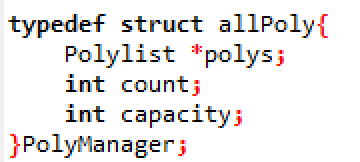 typedef struct allPoly{
    Polylist *polys;
    int count;
    int capacity;
}PolyManager;